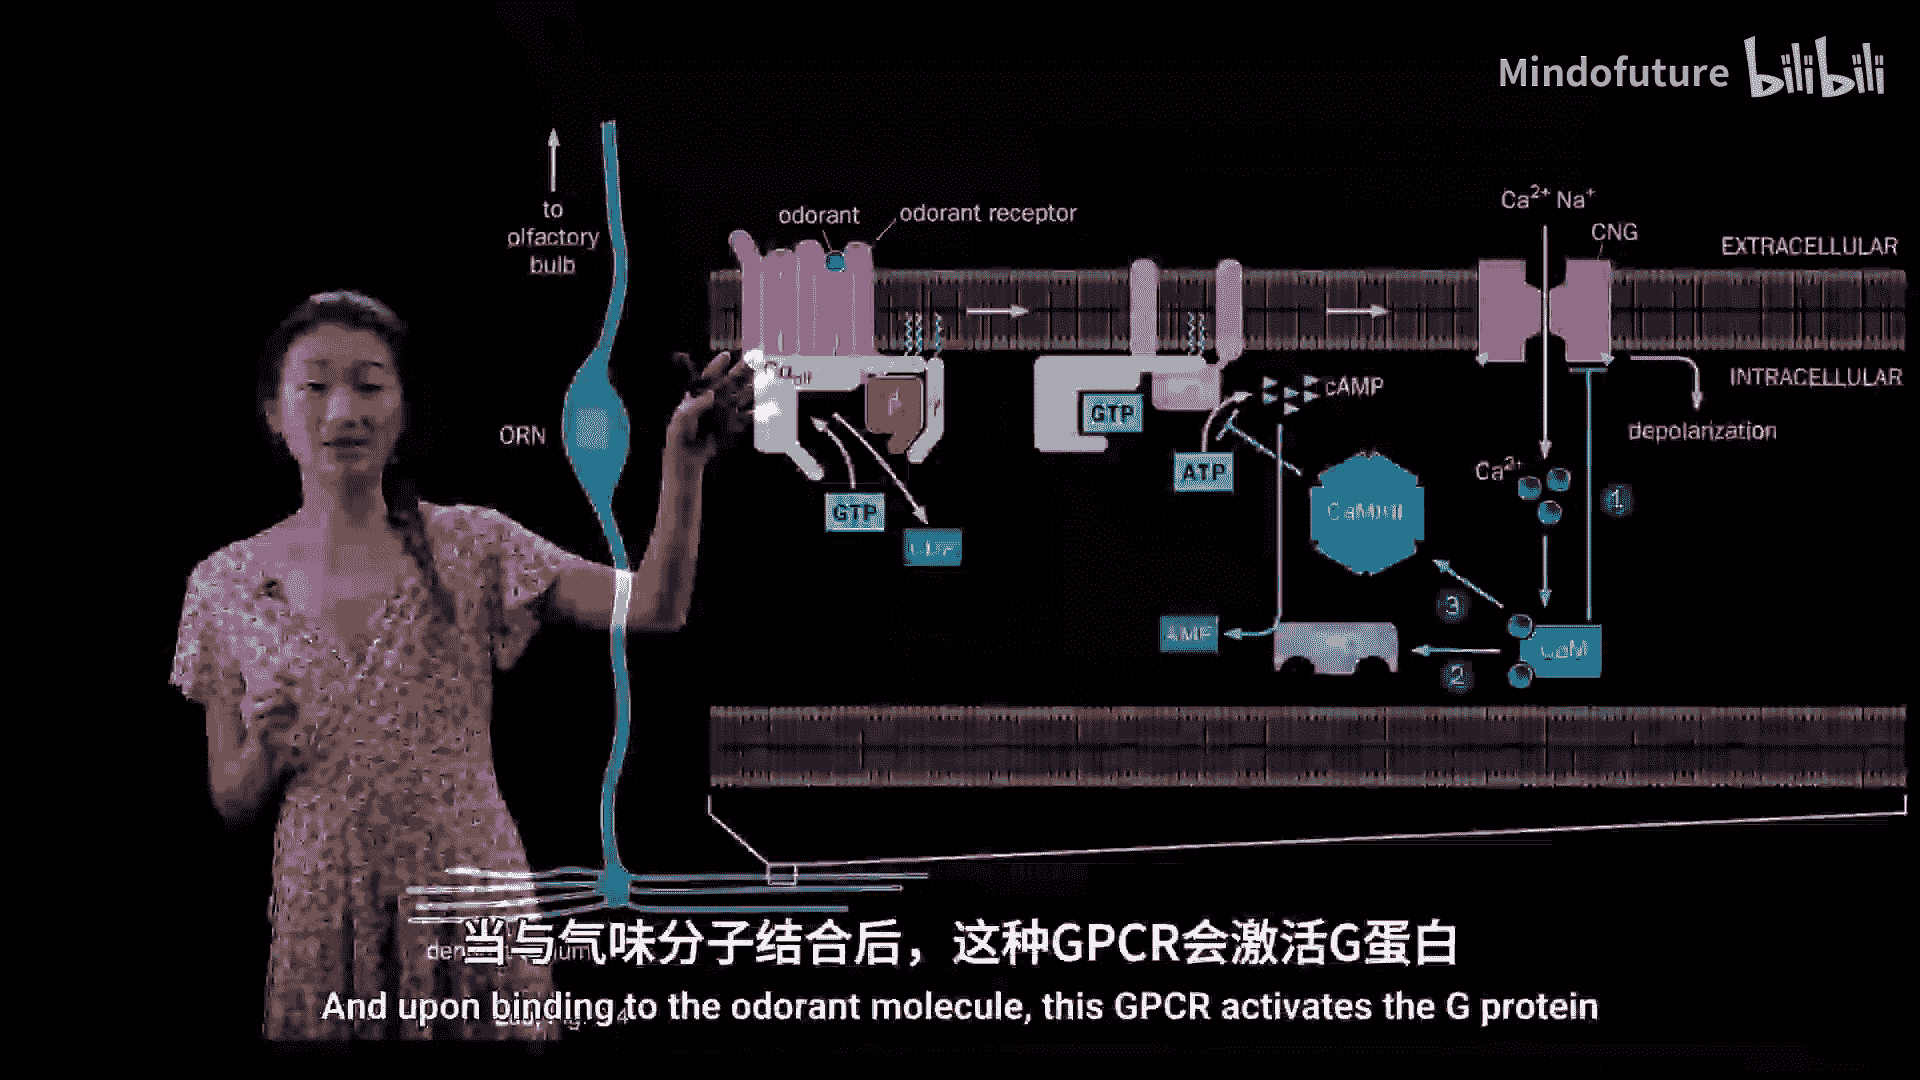 Mindofuture bilibili
to
olfactory
bulb
odorant
odorant receptor
Ca²⁺ Na⁺
CNG
EXTRACELLULAR
INTRACELLULAR
depolarization
ORN
GTP
GTP
ATP
cAMP
CaMKII
Ca²⁺
1
3
2
AMP
CaM
当与气味分子结合后，这种GPCR会激活G蛋白
And upon binding to the odorant molecule, this GPCR activates the G protein